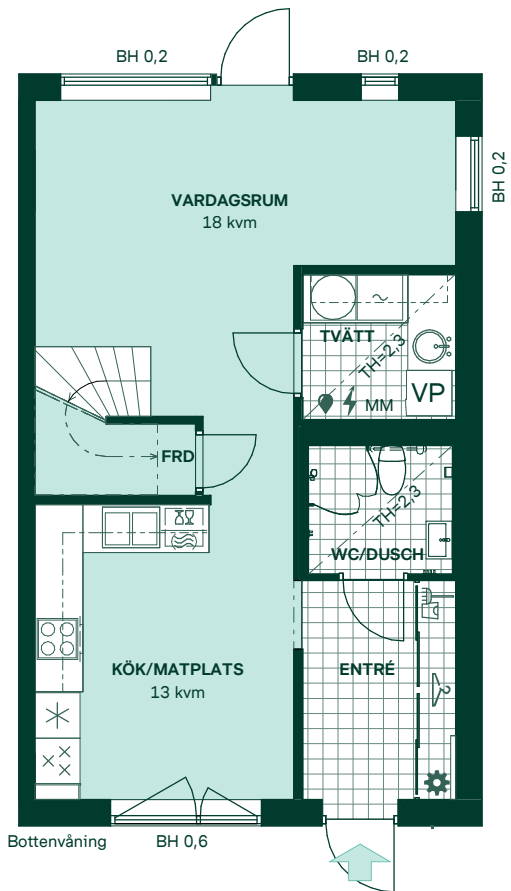 BH 0,2
BH 0,2
BH 0,2
VARDAGSRUM
18 kvm
TVÄTT
TH=2,3
VP
MM
FRD
TH=2,3
WC/DUSCH
KÖK/MATPLATS
13 kvm
ENTRÉ
Bottenvåning
BH 0,6